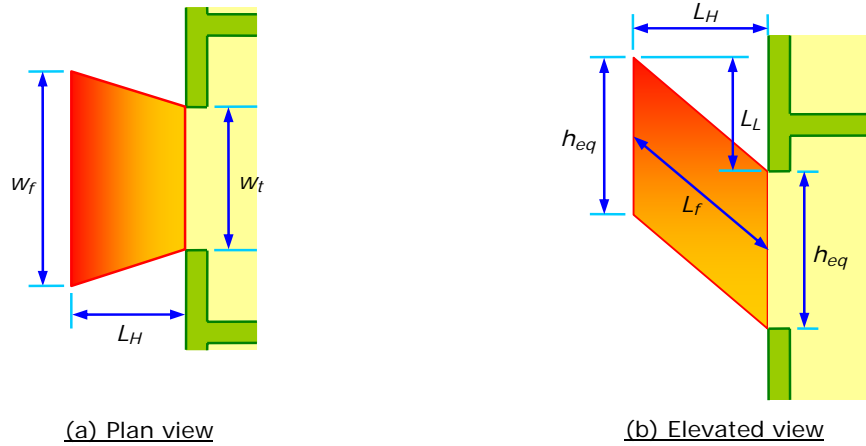 w_f
w_t
L_H
(a) Plan view
L_H
L_L
h_eq
L_f
h_eq
(b) Elevated view